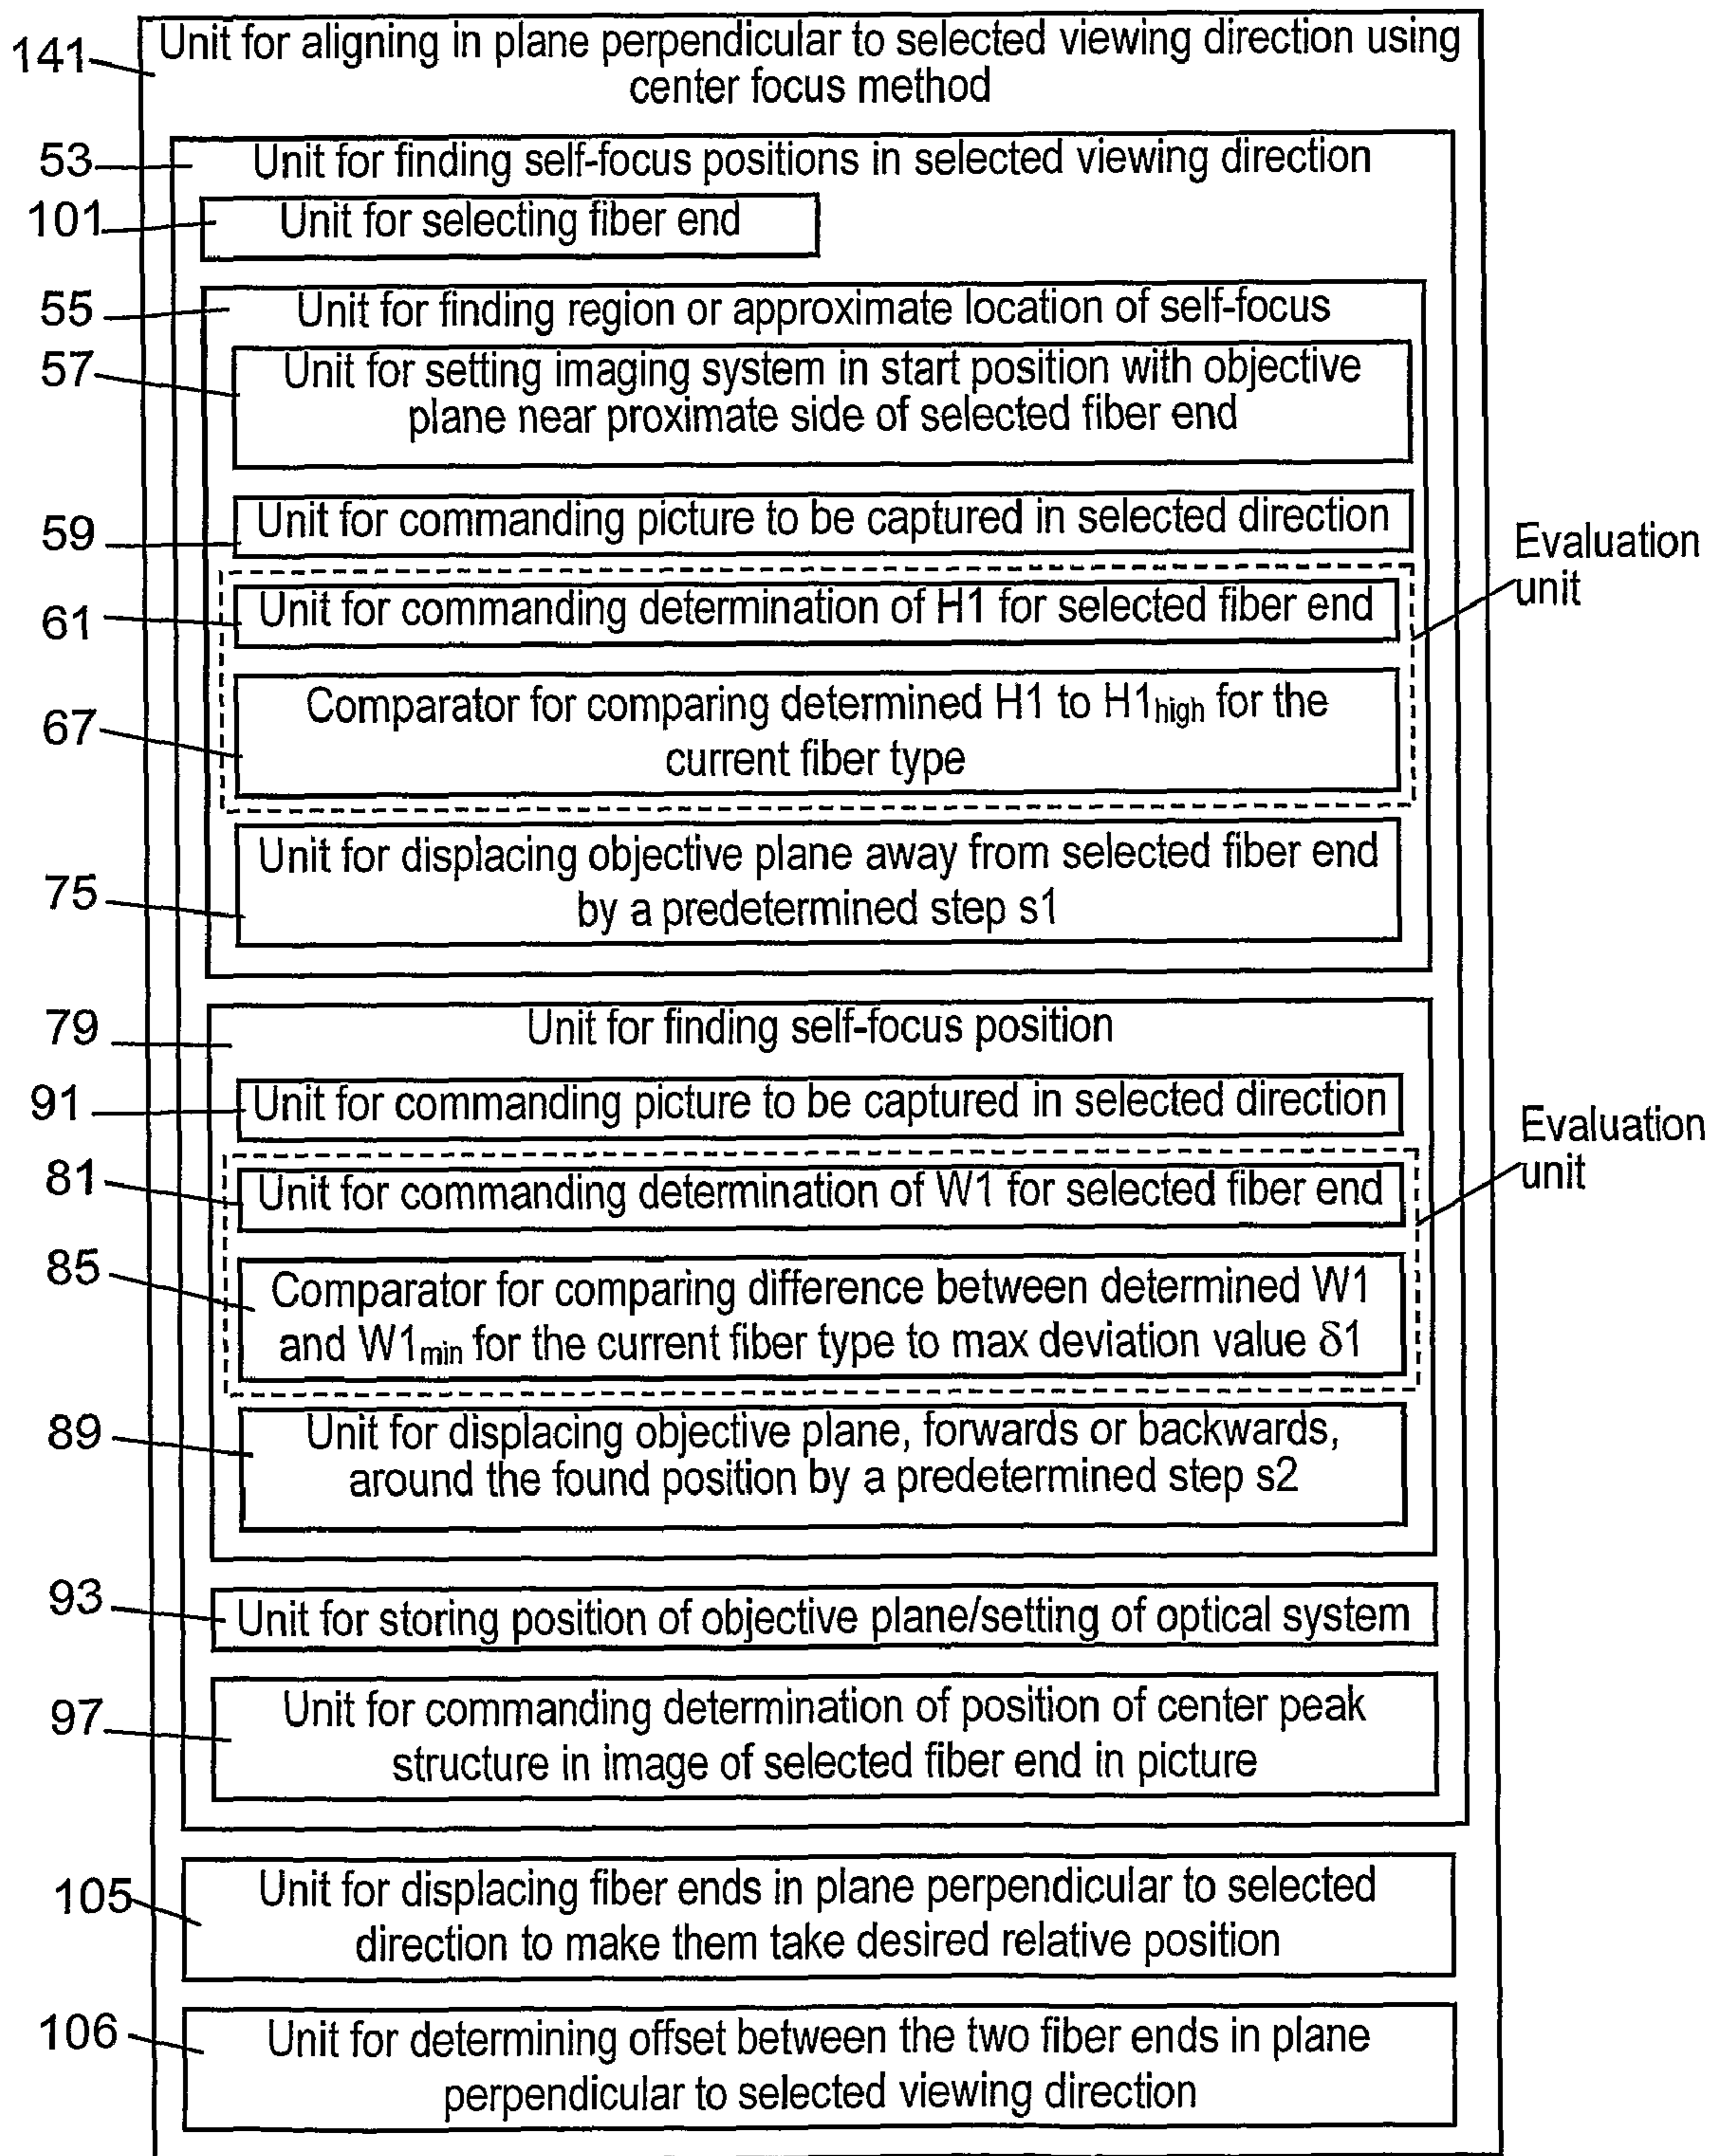 141
Unit for aligning in plane perpendicular to selected viewing direction using
center focus method
53
Unit for finding self-focus positions in selected viewing direction
101
Unit for selecting fiber end
55
Unit for finding region or approximate location of self-focus
57
Unit for setting imaging system in start position with objective
plane near proximate side of selected fiber end
59
Unit for commanding picture to be captured in selected direction
Evaluation
unit
61
Unit for commanding determination of H1 for selected fiber end
67
Comparator for comparing determined H1 to H1high for the
current fiber type
75
Unit for displacing objective plane away from selected fiber end
by a predetermined step s1
79
Unit for finding self-focus position
91
Unit for commanding picture to be captured in selected direction
Evaluation
unit
81
Unit for commanding determination of W1 for selected fiber end
85
Comparator for comparing difference between determined W1
and W1min for the current fiber type to max deviation value δ1
89
Unit for displacing objective plane, forwards or backwards,
around the found position by a predetermined step s2
93
Unit for storing position of objective plane/setting of optical system
97
Unit for commanding determination of position of center peak
structure in image of selected fiber end in picture
105
Unit for displacing fiber ends in plane perpendicular to selected
direction to make them take desired relative position
106
Unit for determining offset between the two fiber ends in plane
perpendicular to selected viewing direction